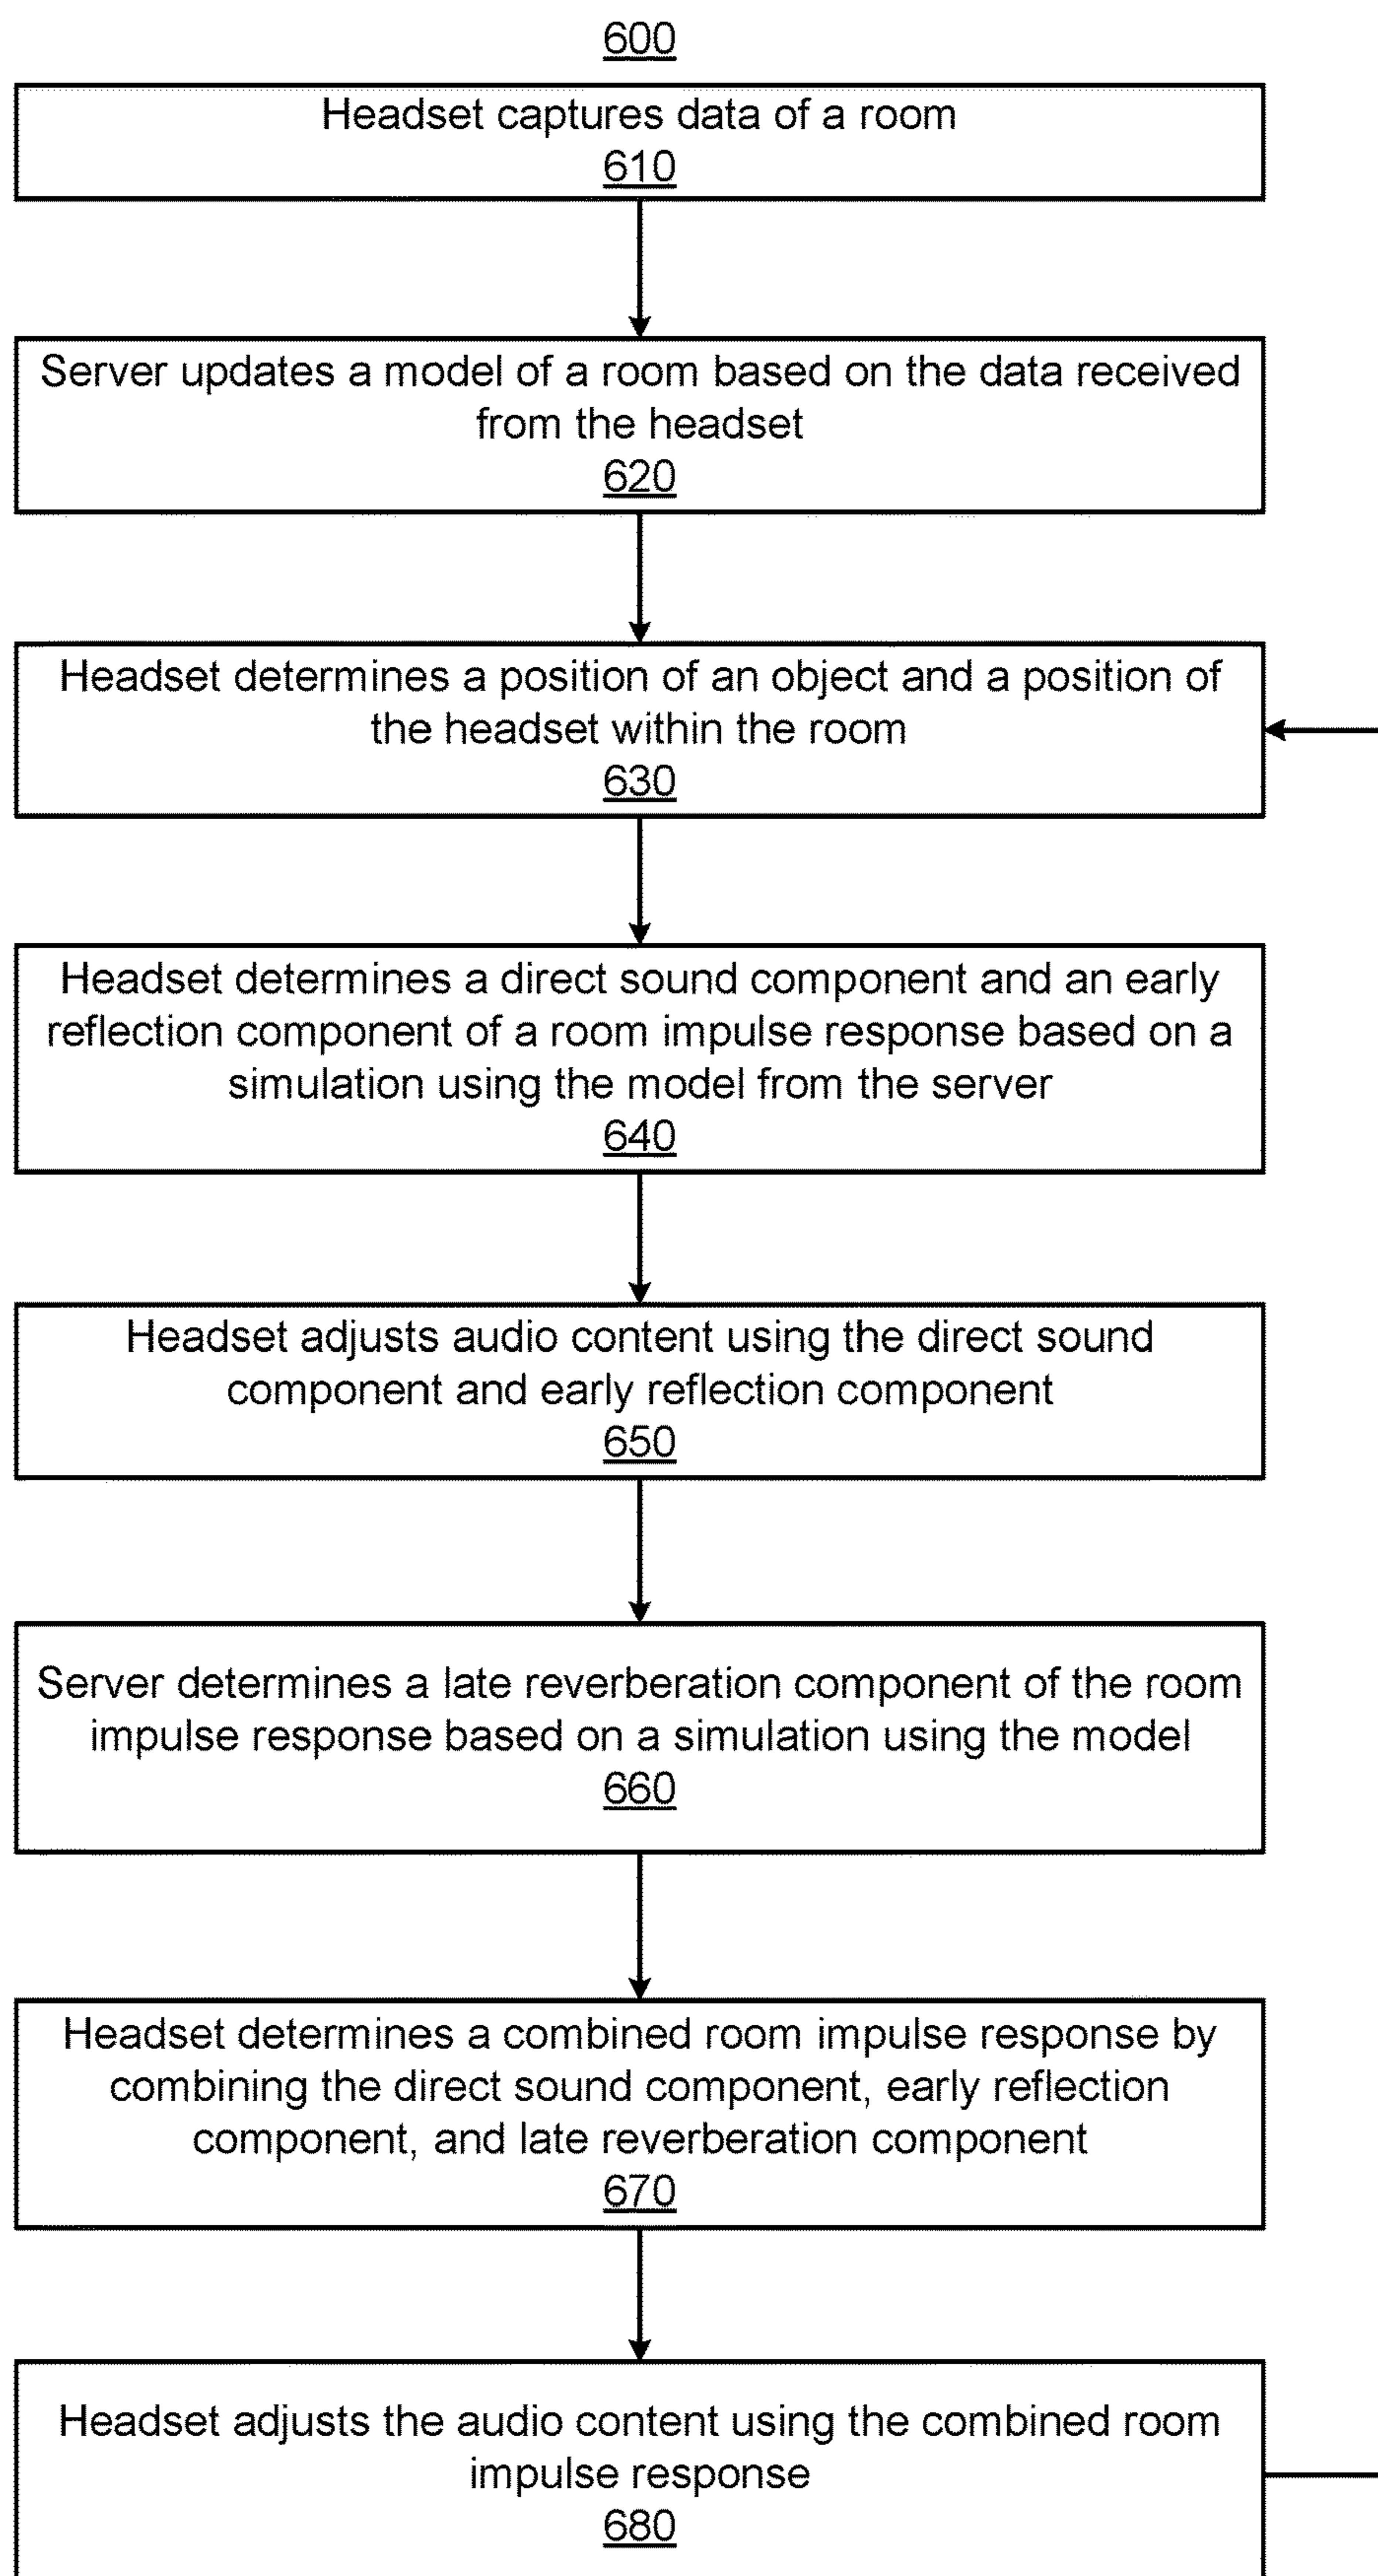 600
Headset captures data of a room
610
Server updates a model of a room based on the data received
from the headset
620
Headset determines a position of an object and a position of
the headset within the room
630
Headset determines a direct sound component and an early
reflection component of a room impulse response based on a
simulation using the model from the server
640
Headset adjusts audio content using the direct sound
component and early reflection component
650
Server determines a late reverberation component of the room
impulse response based on a simulation using the model
660
Headset determines a combined room impulse response by
combining the direct sound component, early reflection
component, and late reverberation component
670
Headset adjusts the audio content using the combined room
impulse response
680